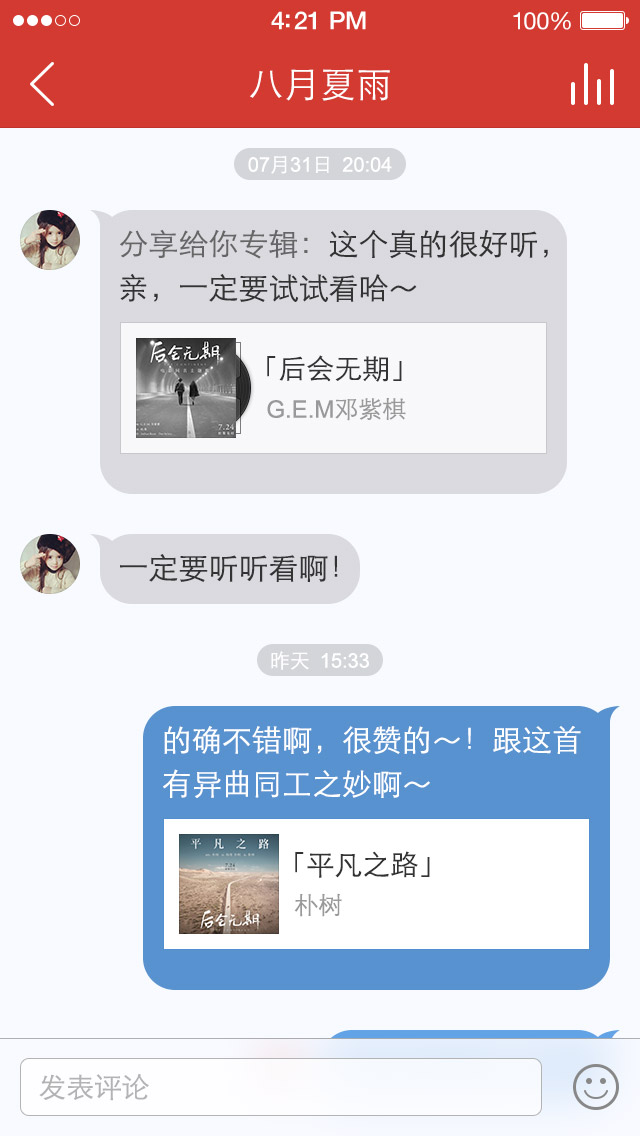 4:21 PM
100%
八月夏雨
07月31日 20:04
分享给你专辑：这个真的很好听，
亲，一定要试试看哈～
后会无期
7.24
「后会无期」
G.E.M邓紫棋
一定要听听看啊！
昨天 15:33
的确不错啊，很赞的～！跟这首
有异曲同工之妙啊～
平凡之路
7.24
后会无期
「平凡之路」
朴树
发表评论